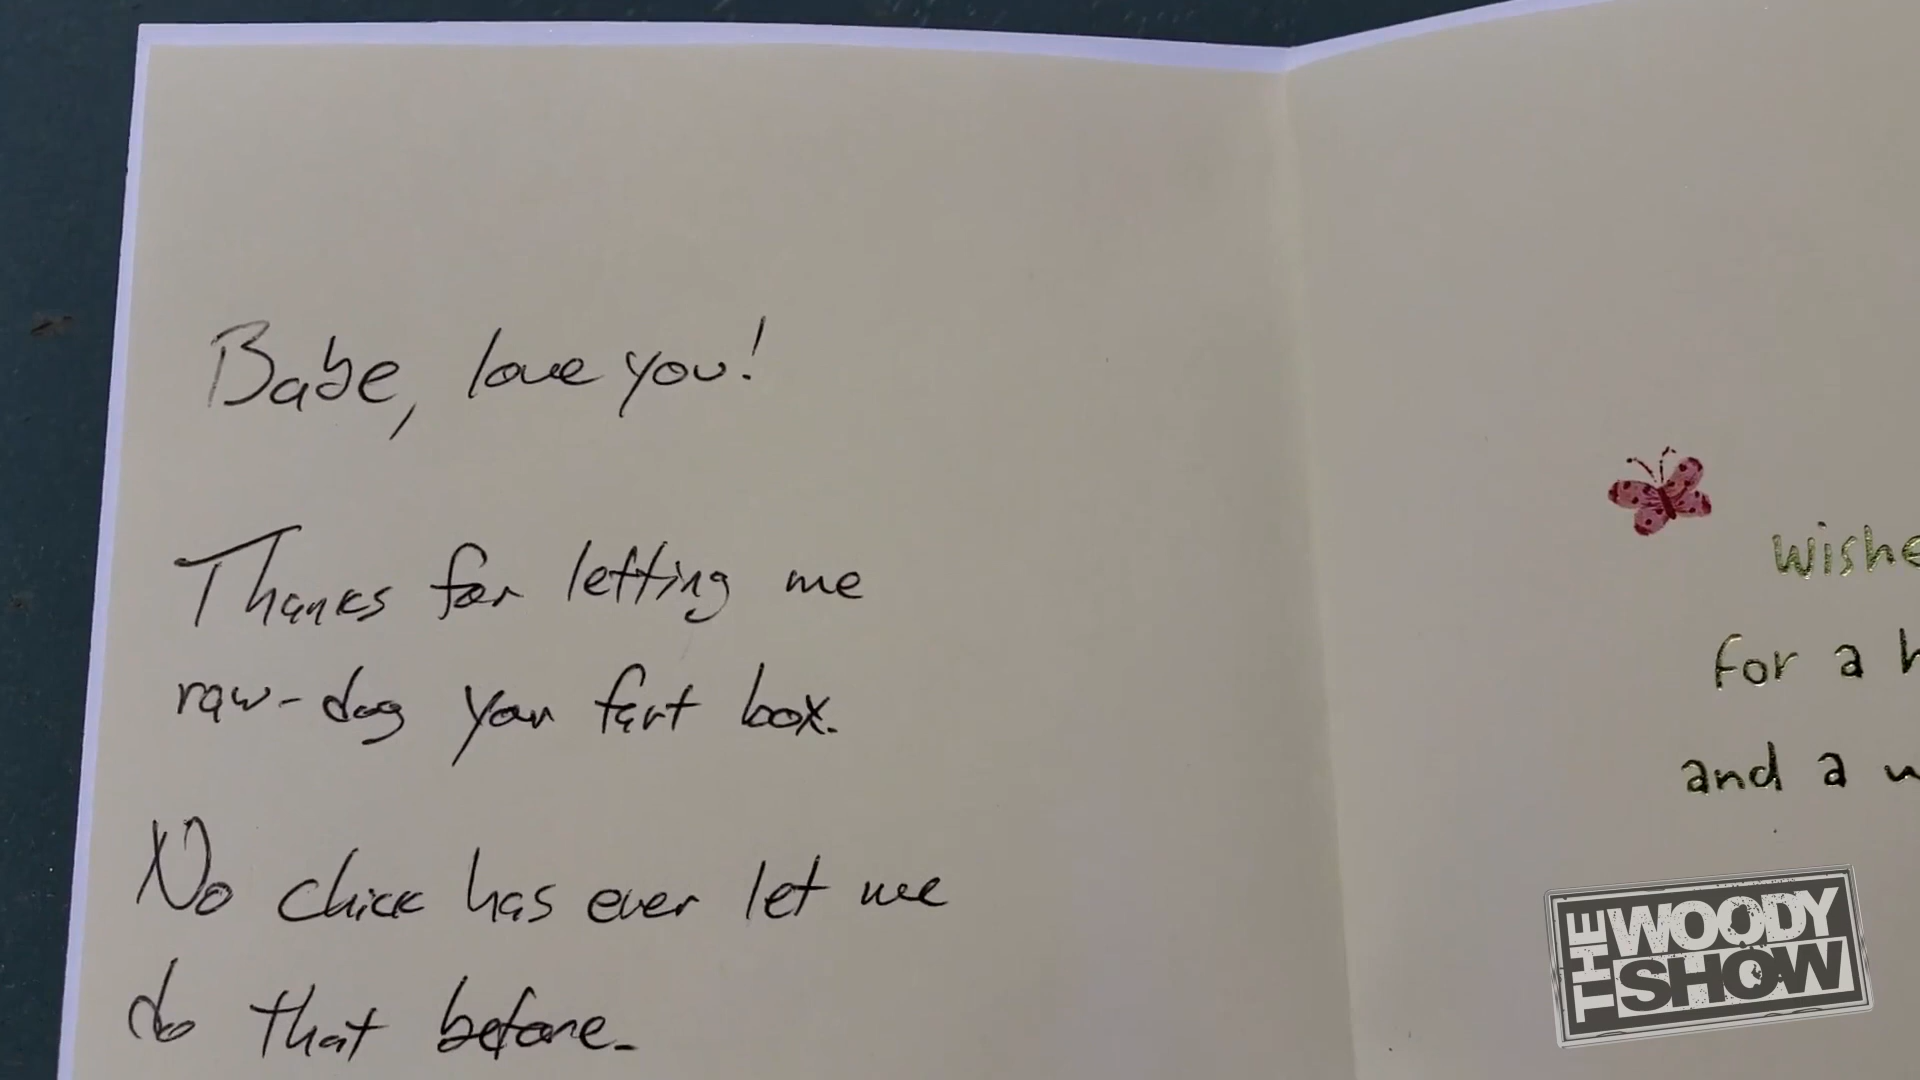 Babe, love you!
Thanks for letting me
raw-dog your fart box.
No chick has ever let me
do that before.
Wishe
for a h
and a w
THE WOODY SHOW